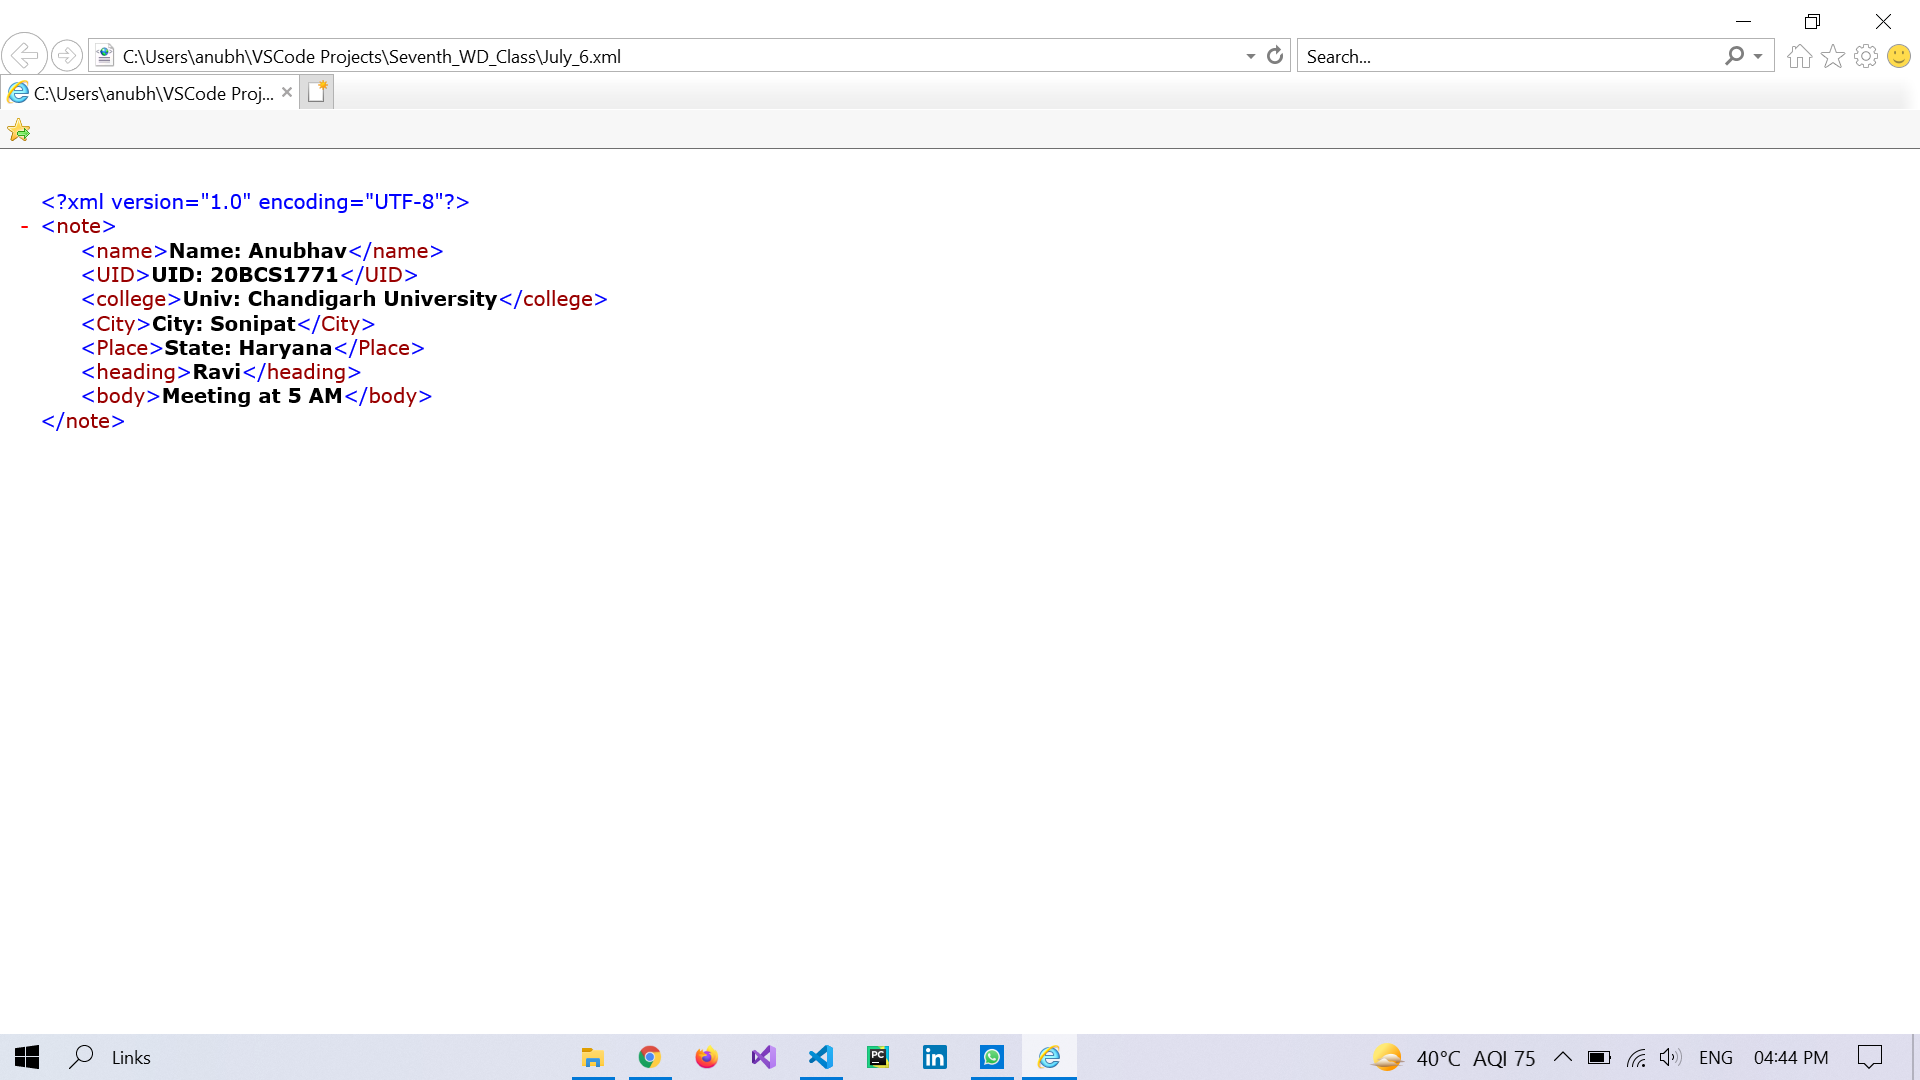 C:\Users\anubh\VSCode Projects\Seventh_WD_Class\July_6.xml
Search...
C:\Users\anubh\VSCode Proj...
<?xml version="1.0" encoding="UTF-8"?>
- <note>
<name>Name: Anubhav</name>
<UID>UID: 20BCS1771</UID>
<college>Univ: Chandigarh University</college>
<City>City: Sonipat</City>
<Place>State: Haryana</Place>
<heading>Ravi</heading>
<body>Meeting at 5 AM</body>
</note>
Links
PC
in
40°C AQI 75
ENG
04:44 PM